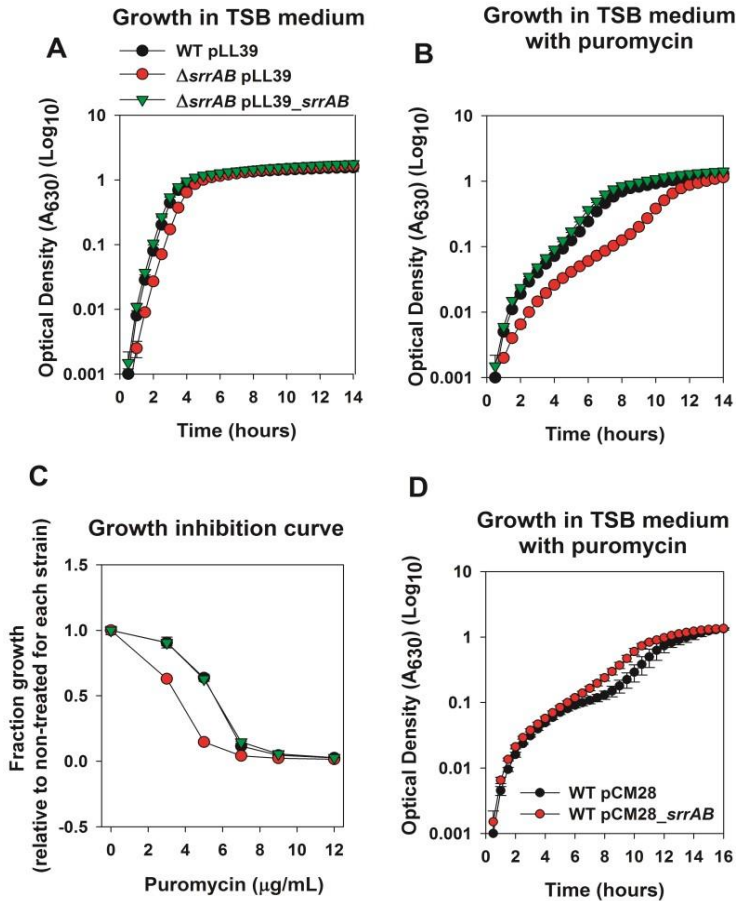 Growth in TSB medium
A
WT pLL39
ΔsrrAB pLL39
ΔsrrAB pLL39_srrAB
Optical Density (A630) (Log10)
10
1
0.1
0.01
0.001
0 2 4 6 8 10 12 14
Time (hours)
Growth in TSB medium
with puromycin
B
Optical Density (A630) (Log10)
10
1
0.1
0.01
0.001
0 2 4 6 8 10 12 14
Time (hours)
C
Growth inhibition curve
Fraction growth
(relative to non-treated for each strain)
1.5
1.0
0.5
0.0
-0.5
0 2 4 6 8 10 12
Puromycin (μg/mL)
D
Growth in TSB medium
with puromycin
Optical Density (A630) (Log10)
10
1
0.1
0.01
0.001
WT pCM28
WT pCM28_srrAB
0 2 4 6 8 10 12 14 16
Time (hours)